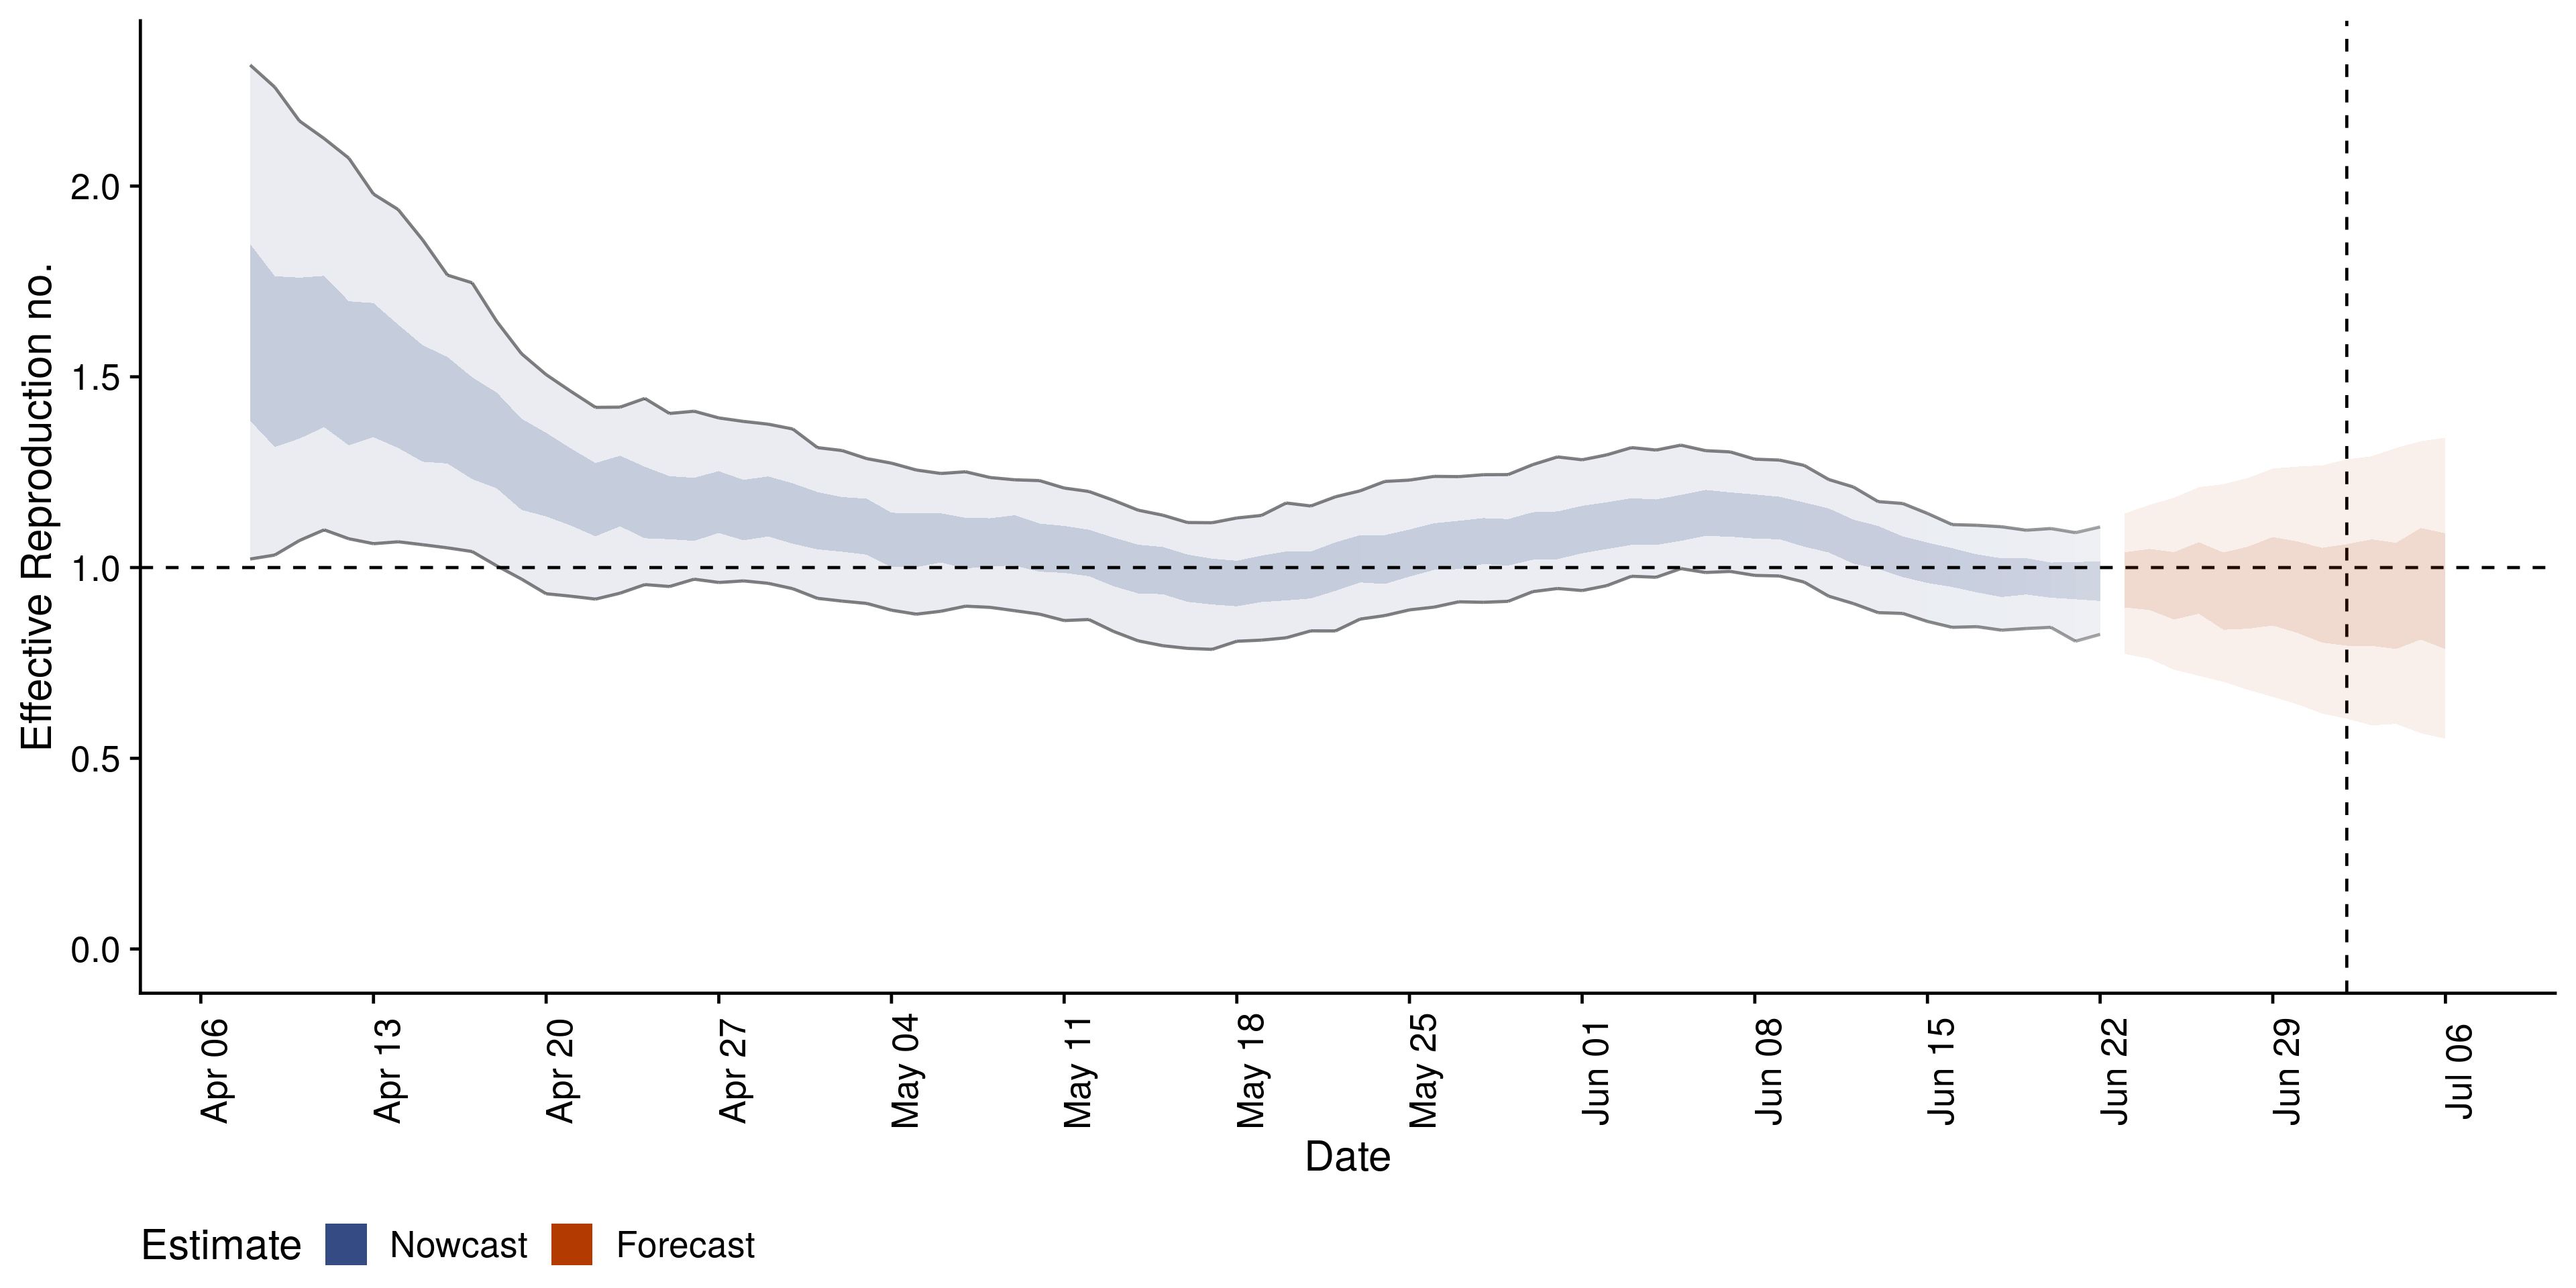 Effective Reproduction no.
2.0
1.5
1.0
0.5
0.0
Apr 06
Apr 13
Apr 20
Apr 27
May 04
May 11
May 18
May 25
Jun 01
Jun 08
Jun 15
Jun 22
Jun 29
Jul 06
Date
Estimate Nowcast Forecast